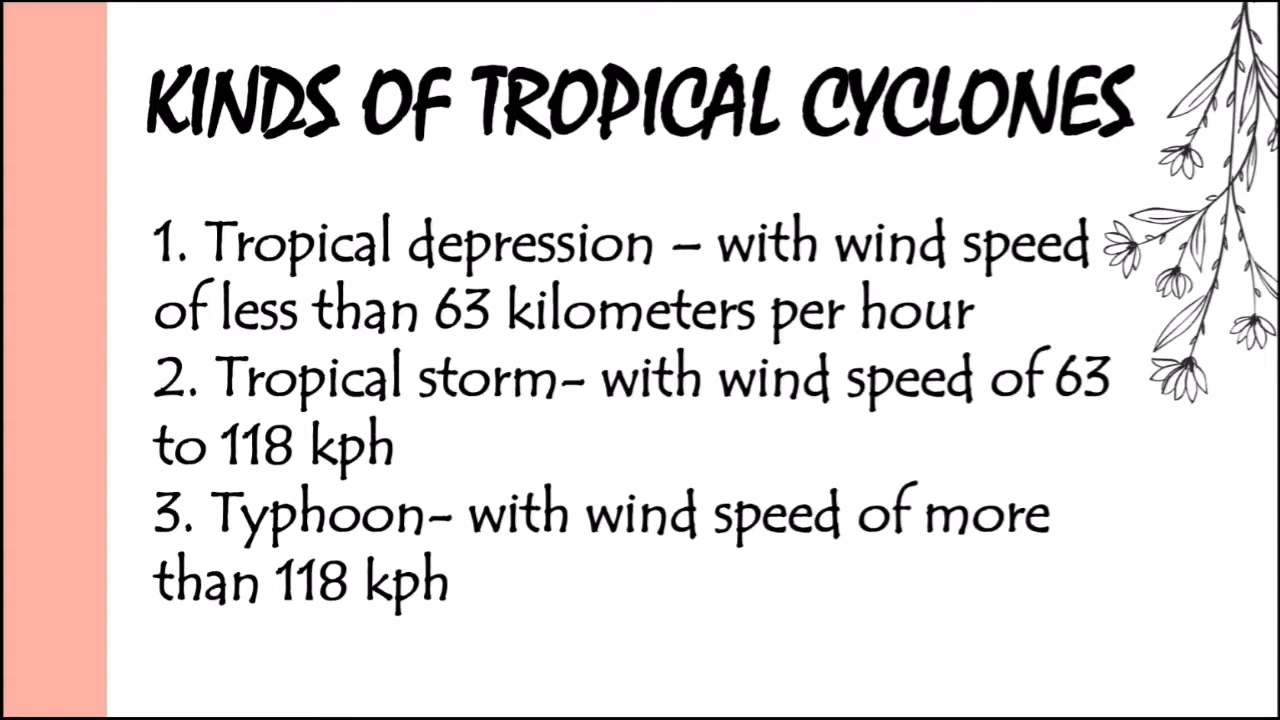 KINDS OF TROPICAL CYCLONES
1. Tropical depression – with wind speed
of less than 63 kilometers per hour
2. Tropical storm- with wind speed of 63
to 118 kph
3. Typhoon- with wind speed of more
than 118 kph